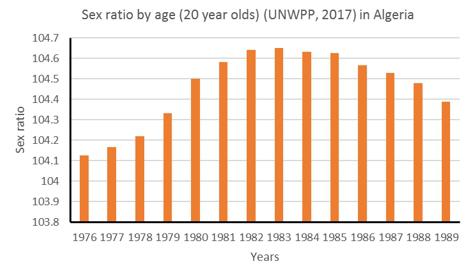 Sex ratio by age (20 year olds) (UNWPP, 2017) in Algeria
104.7
104.6
104.5
104.4
104.3
104.2
104.1
104
103.9
103.8
Sex ratio
1976 1977 1978 1979 1980 1981 1982 1983 1984 1985 1986 1987 1988 1989
Years